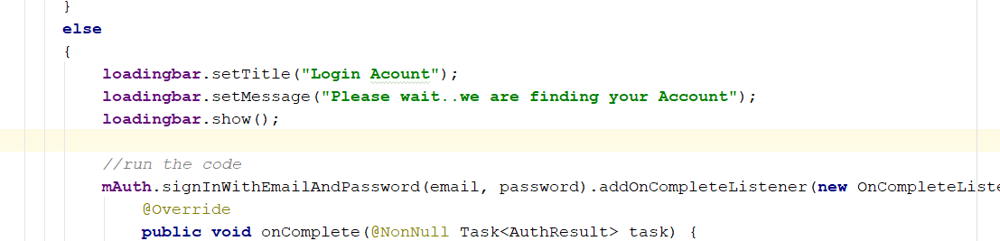 }
else
{
loadingbar.setTitle("Login Acount");
loadingbar.setMessage("Please wait..we are finding your Account");
loadingbar.show();
//run the code
mAuth.signInWithEmailAndPassword(email, password).addOnCompleteListener(new OnCompleteListe
@Override
public void onComplete(@NonNull Task<AuthResult> task) {